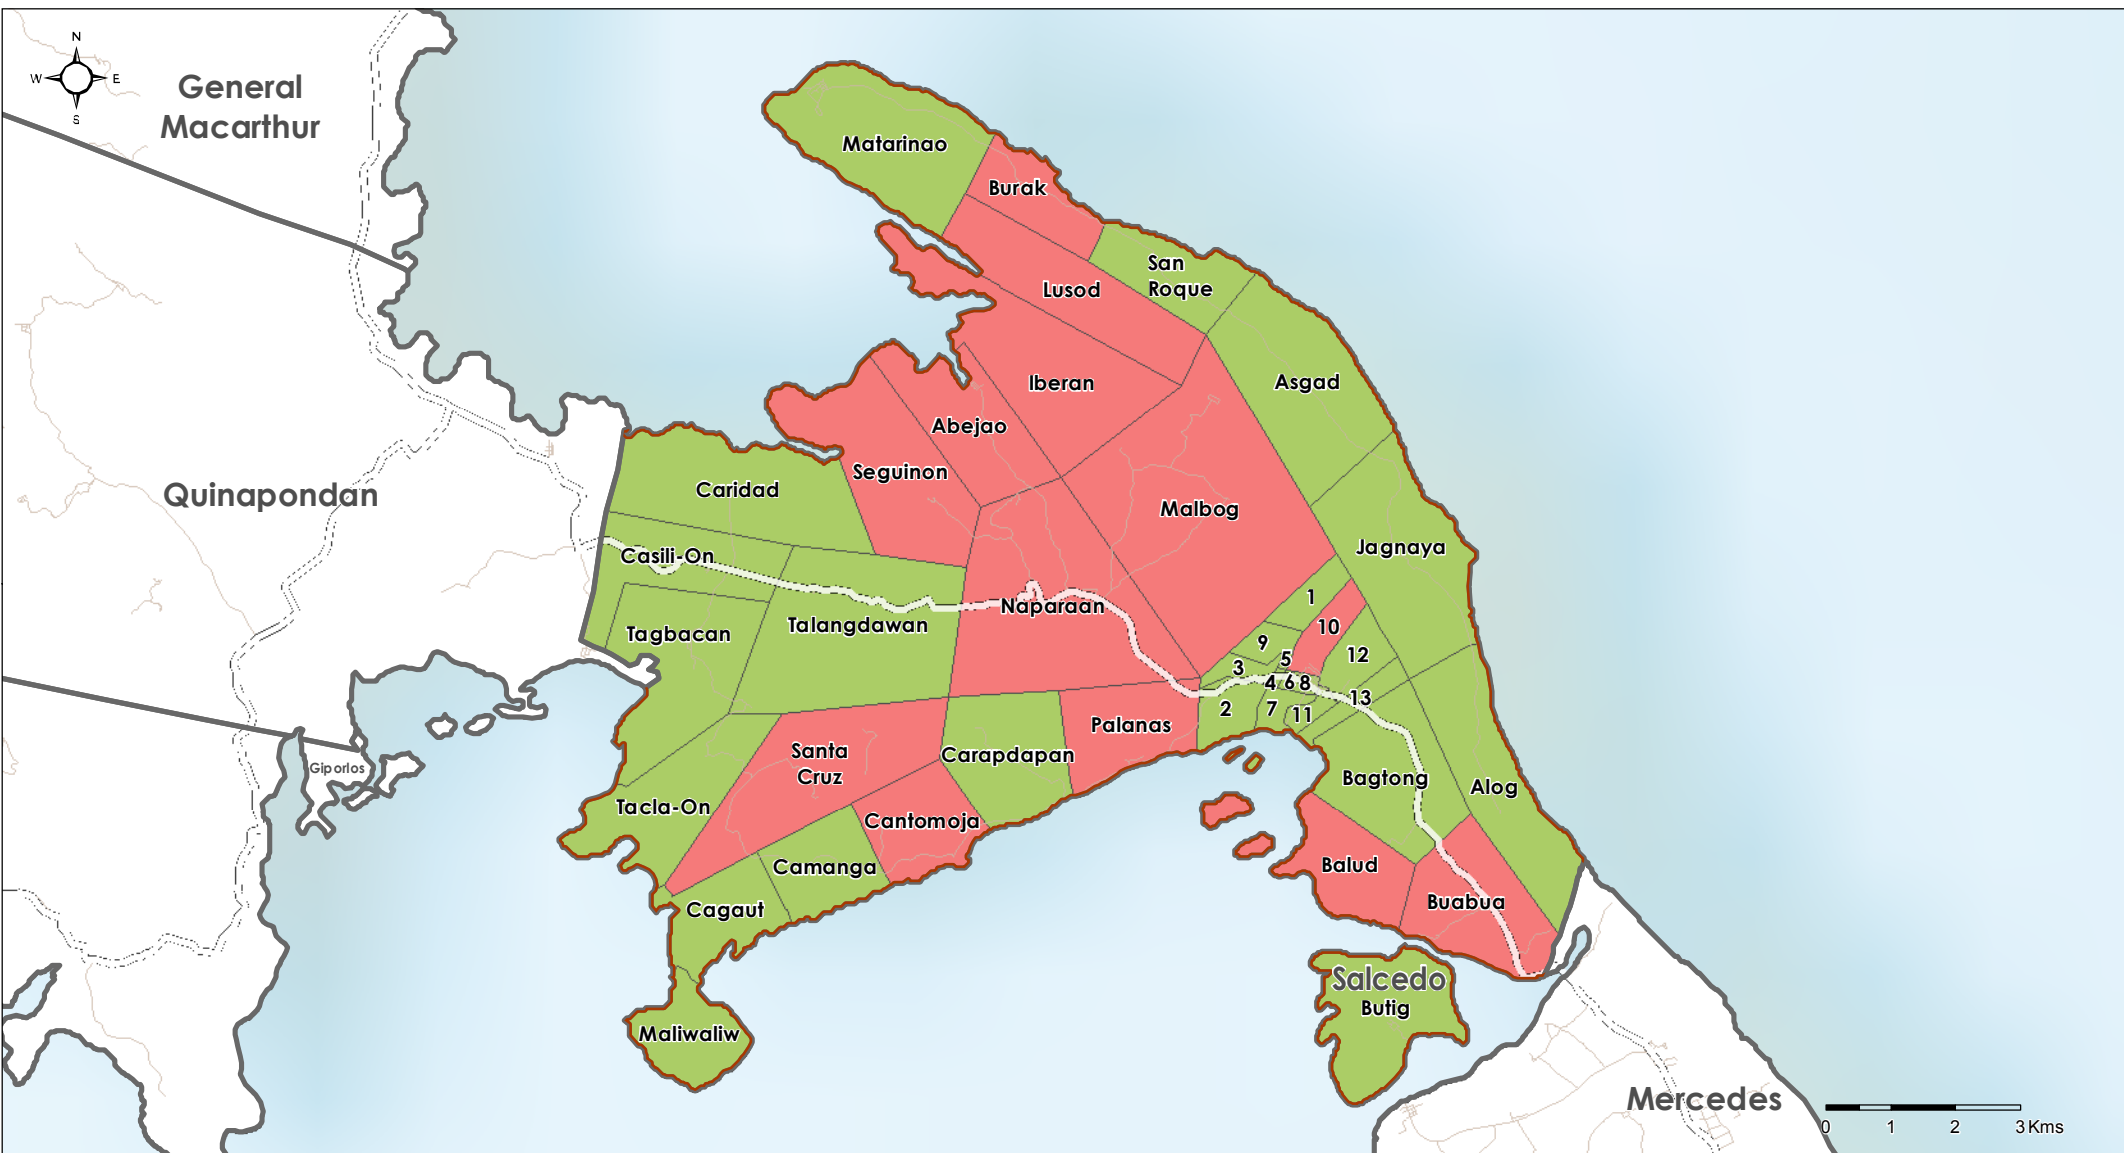 N
W E
S
General
Macarthur
Matarinao
Burak
San
Roque
Lusod
Iberan
Asgad
Abejao
Seguinon
Caridad
Quinapondan
Malbog
Jagnaya
Casili-On
Naparaan
Talangdawan
Tagbacan
1
10
9
12
5
3
4 6 8
13
2
7
11
Palanas
Santa
Cruz
Carapdapan
Giporlos
Bagtong
Alog
Tacla-On
Cantomoja
Camanga
Balud
Buabua
Cagaut
Salcedo
Butig
Maliwaliw
Mercedes
0 1 2 3 Kms